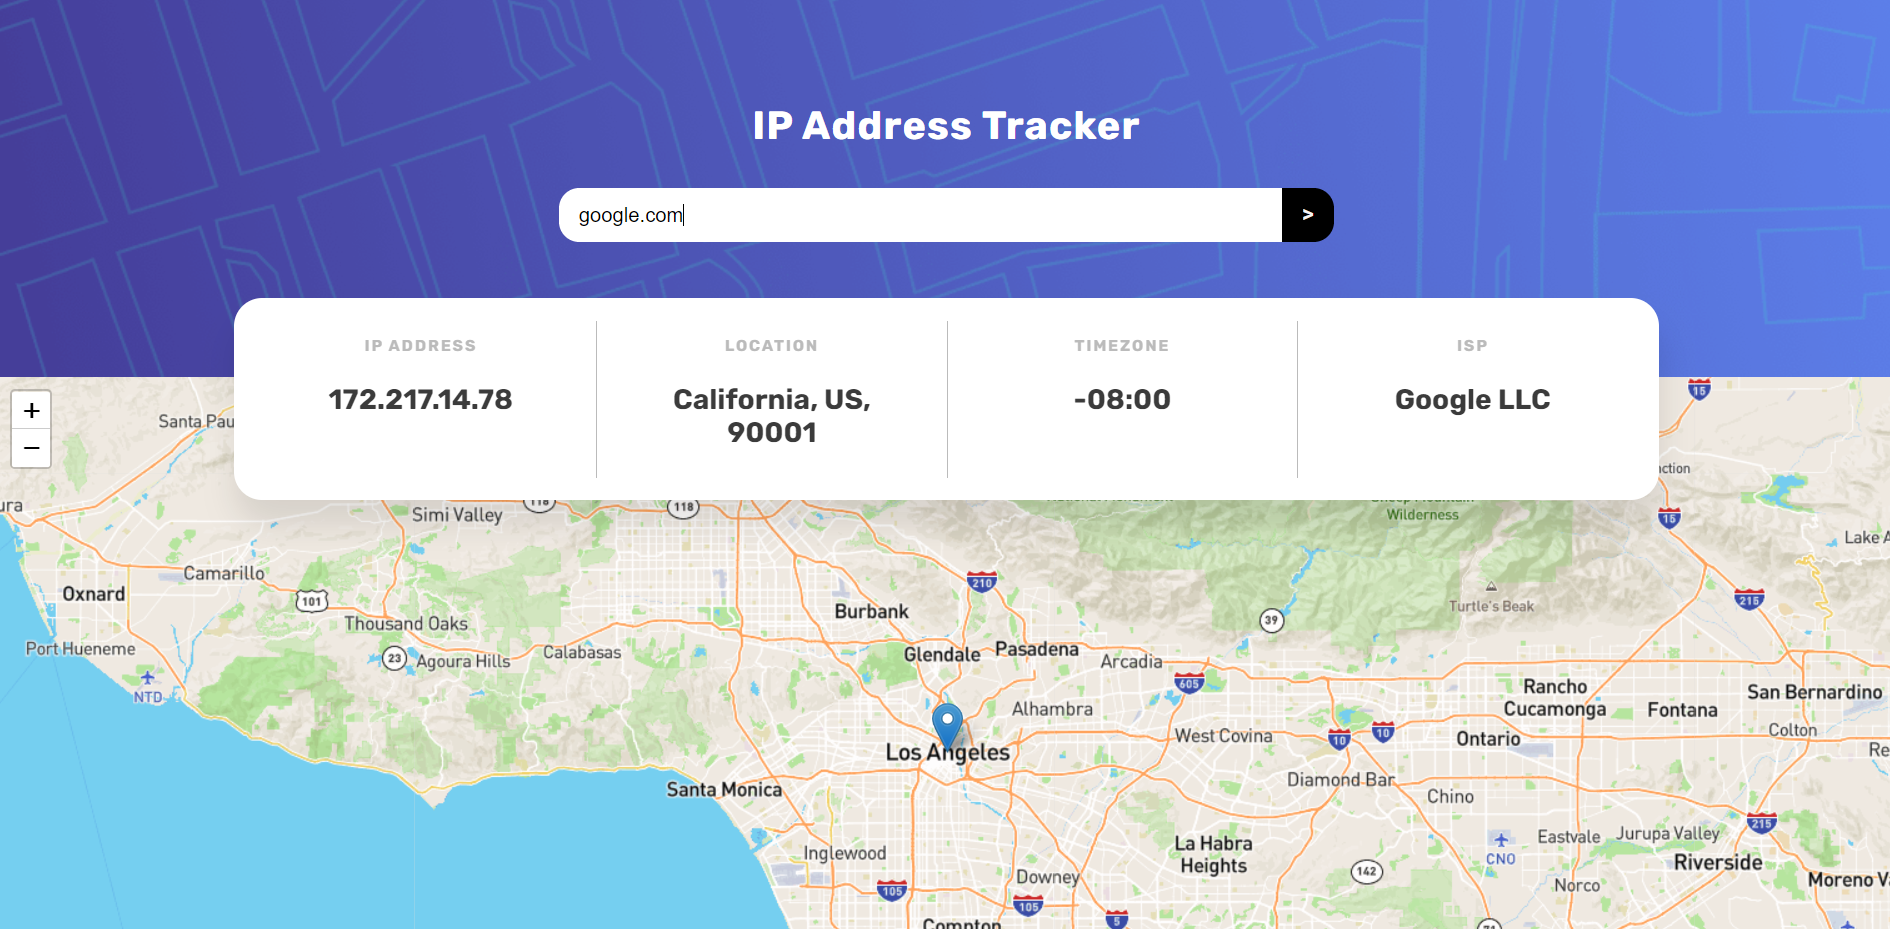 IP Address Tracker
google.com
>
IP ADDRESS
172.217.14.78
LOCATION
California, US,
90001
TIMEZONE
-08:00
ISP
Google LLC
+
−
15
Santa Pau
Simi Valley
118
118
Wilderness
15
Lake A
Camarillo
Oxnard
101
210
Burbank
Turtle's Beak
215
39
Thousand Oaks
Port Hueneme
23
Agoura Hills
Calabasas
Glendale
Pasadena
Arcadia
605
NTD
Rancho
Cucamonga
San Bernardino
Fontana
Alhambra
West Covina
10
10
Ontario
Colton
Los Angeles
Santa Monica
Diamond Bar
Chino
215
Inglewood
La Habra
Heights
CNO
Eastvale
Jurupa Valley
Riverside
Downey
142
Norco
Moreno V
105
105
5
Compton